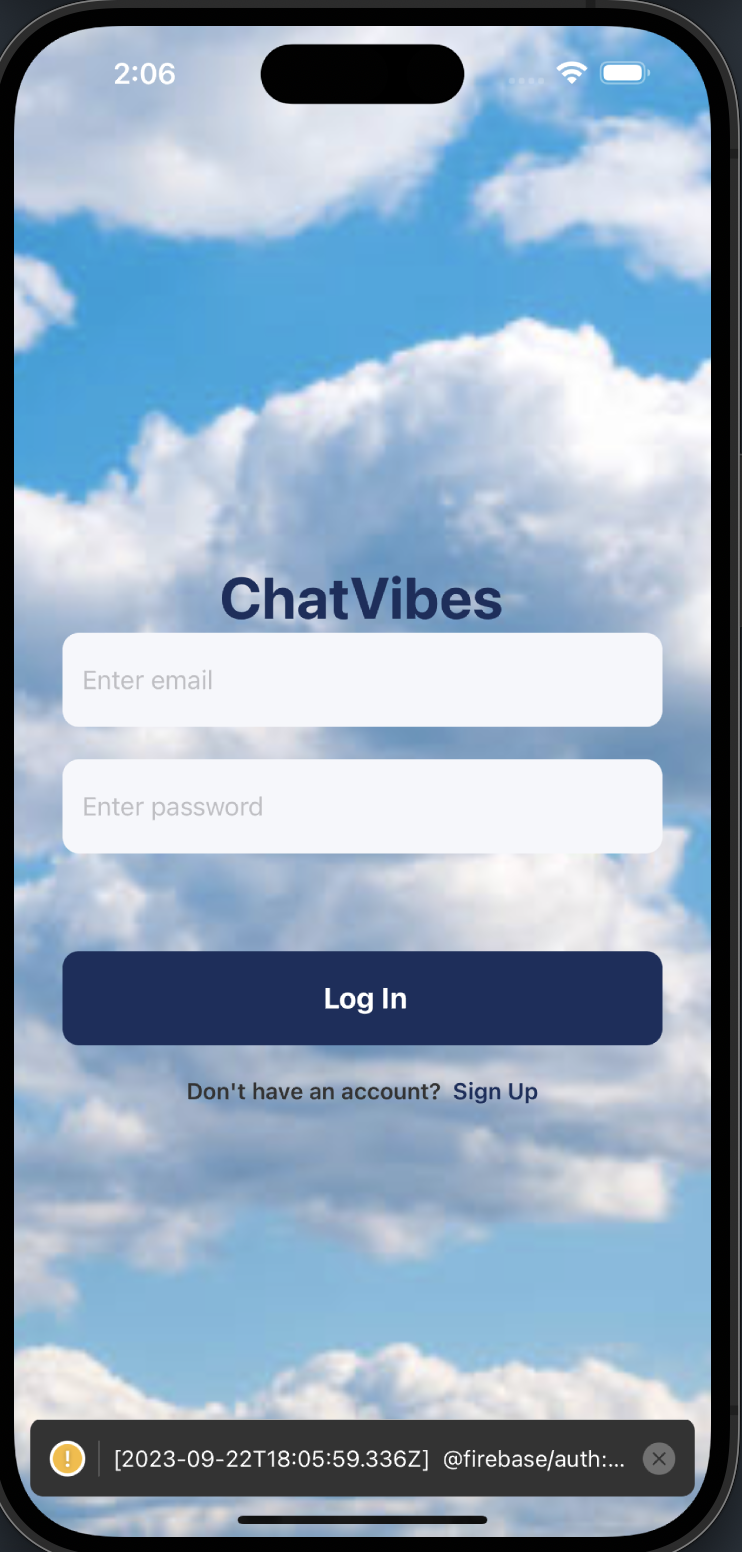 2:06
ChatVibes
Enter email
Enter password
Log In
Don't have an account? Sign Up
! [2023-09-22T18:05:59.336Z] @firebase/auth:...